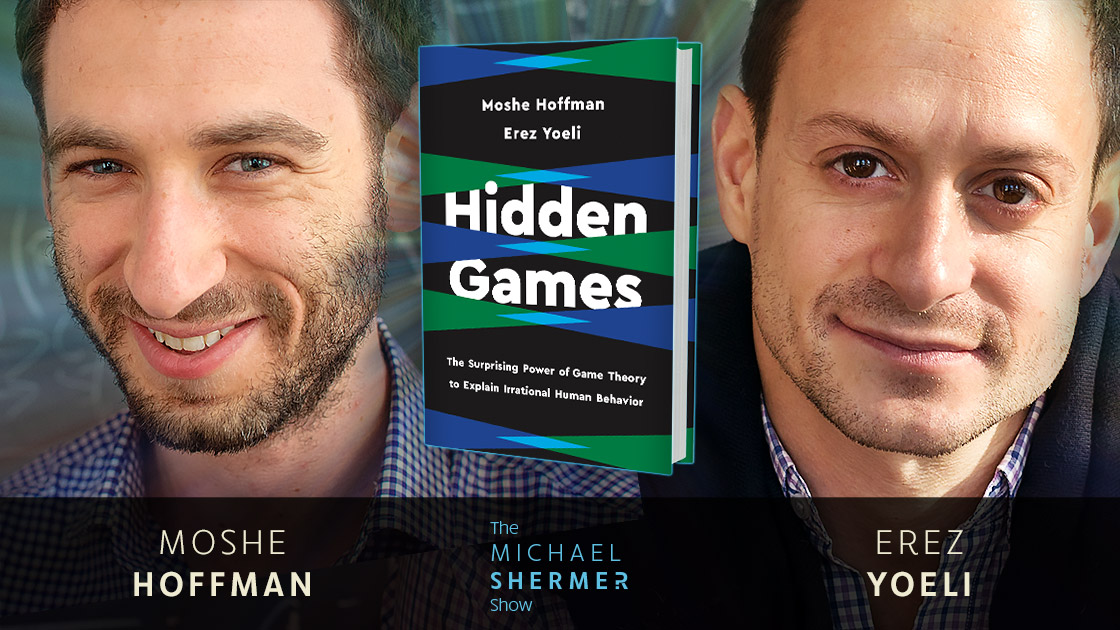 Moshe Hoffman
Erez Yoeli
Hidden
Games
The Surprising Power of Game Theory
to Explain Irrational Human Behavior
MOSHE
HOFFMAN
The
MICHAEL
SHERMER
Show
EREZ
YOELI